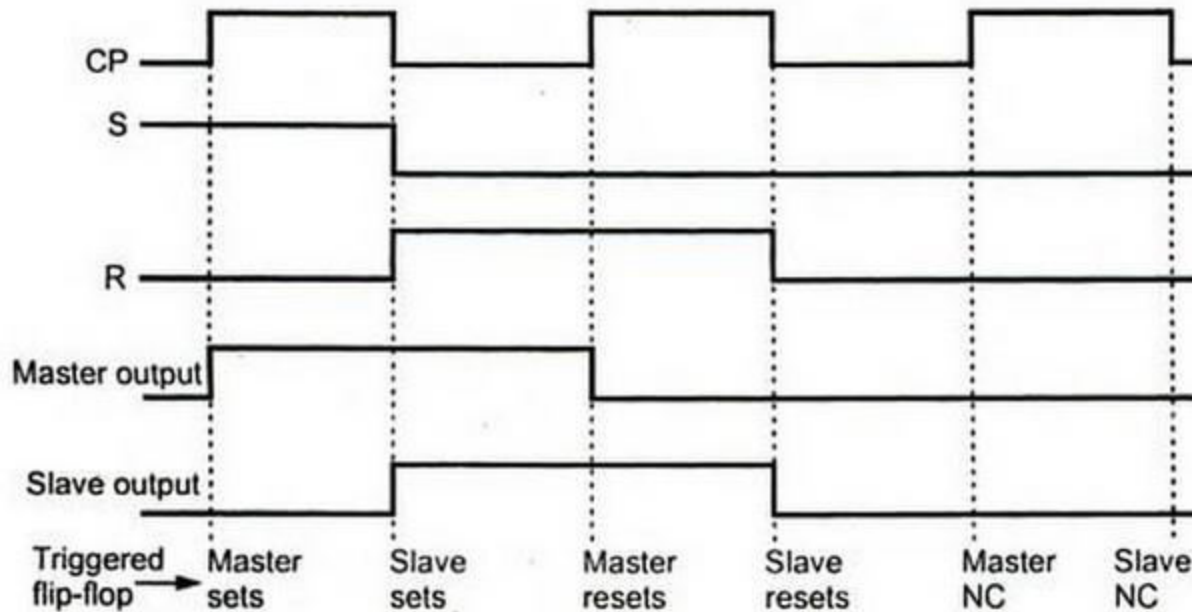 CP
S
R
Master output
Slave output
Triggered flip-flop
Master sets
Slave sets
Master resets
Slave resets
Master NC
Slave NC